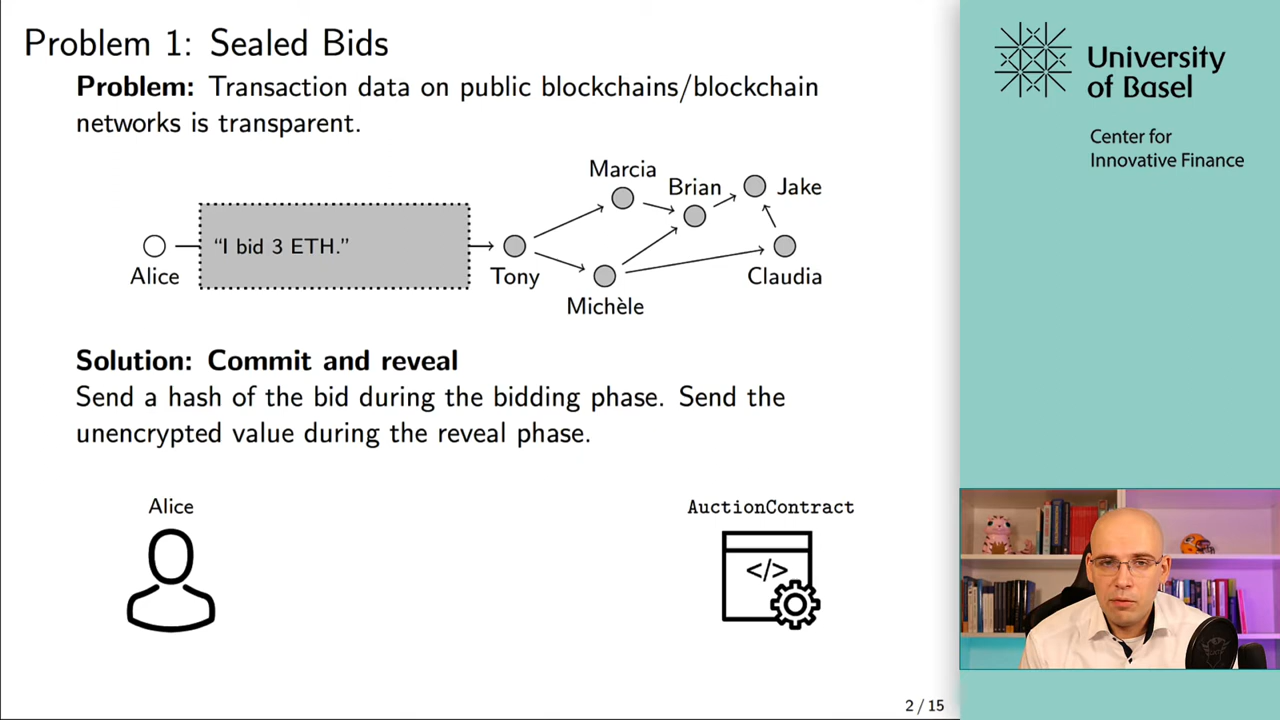 Problem 1: Sealed Bids
Problem: Transaction data on public blockchains/blockchain
networks is transparent.
Marcia
Brian
Jake
"I bid 3 ETH."
Alice
Tony
Claudia
Michèle
Solution: Commit and reveal
Send a hash of the bid during the bidding phase. Send the
unencrypted value during the reveal phase.
Alice
AuctionContract
</>
2 / 15
University
of Basel
Center for
Innovative Finance